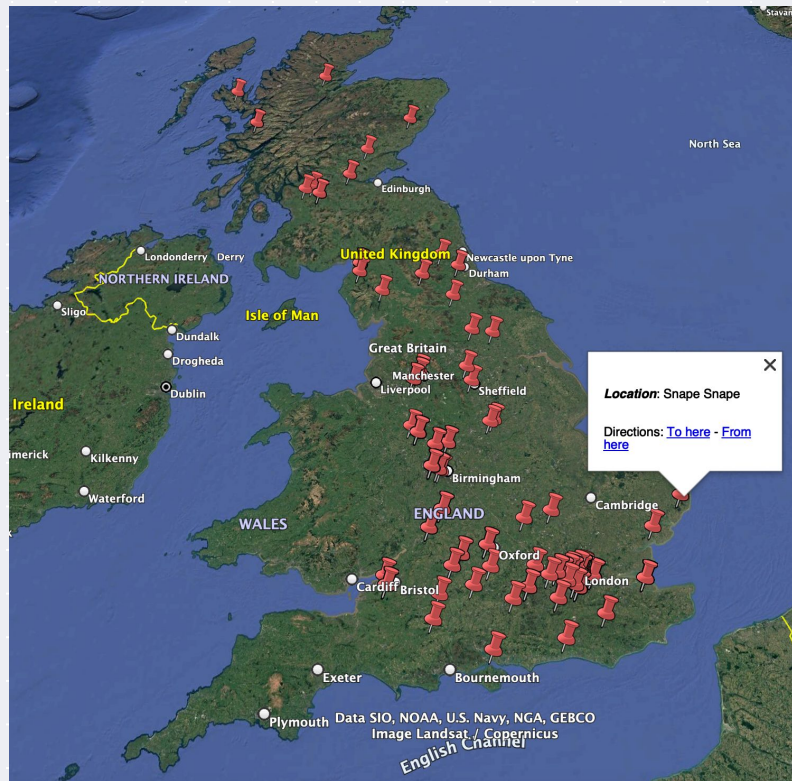 Stavan
North Sea
Edinburgh
United Kingdom
Newcastle upon Tyne
Durham
Londonderry Derry
NORTHERN IRELAND
Sligo
Isle of Man
Dundalk
Great Britain
Drogheda
Manchester
Liverpool
Sheffield
Dublin
Ireland
Location: Snape Snape
Directions: To here - From
here
imerick
Kilkenny
Birmingham
Waterford
Cambridge
WALES
ENGLAND
k
Oxford
Cardiff
Bristol
London
Exeter
Bournemouth
Plymouth
Data SIO, NOAA, U.S. Navy, NGA, GEBCO
Image Landsat / Copernicus
English Channel